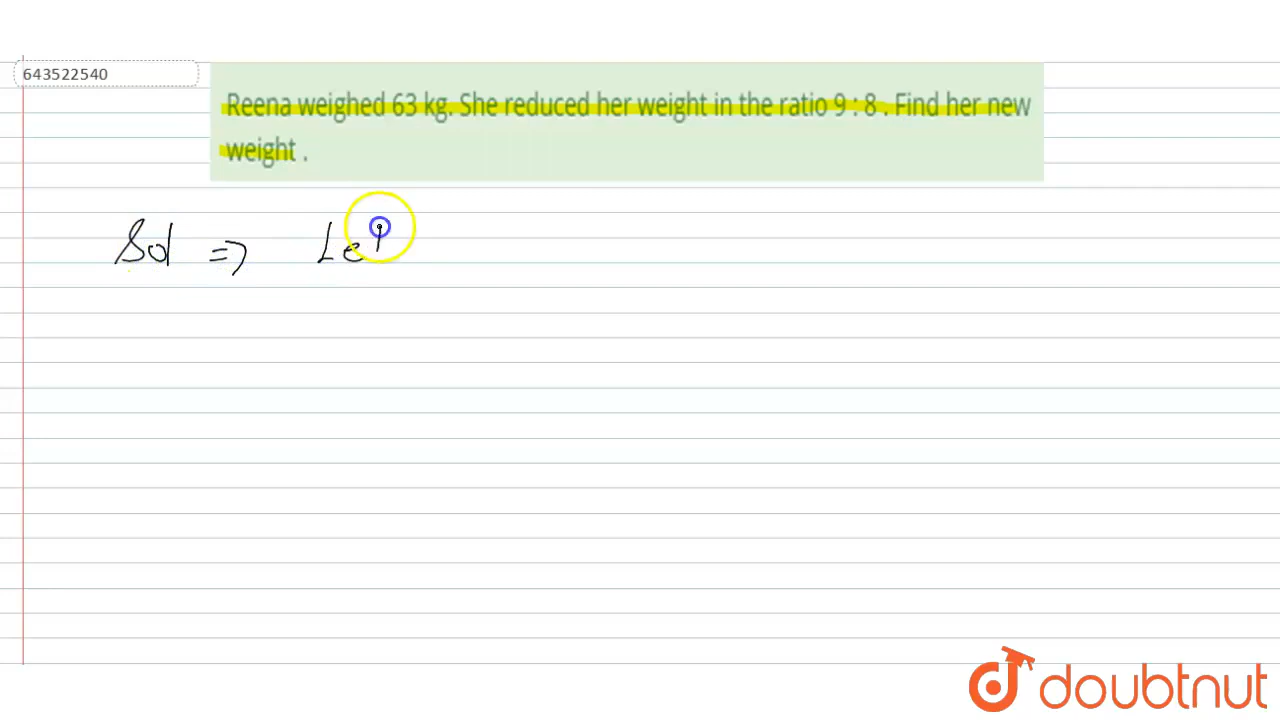 643522540
Reena weighed 63 kg. She reduced her weight in the ratio 9 : 8 . Find her new
weight .
Sol => Let
doubtnut